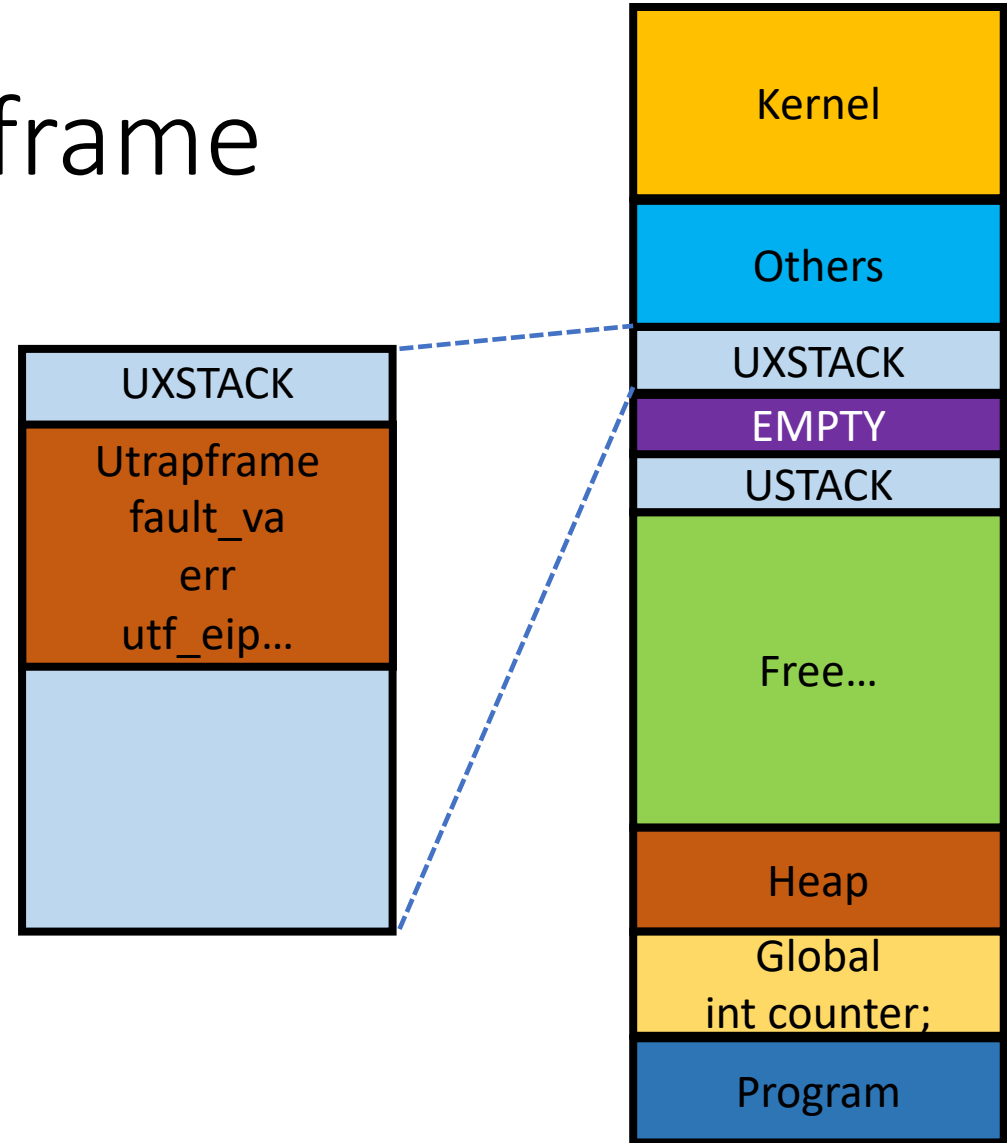 frame
UXSTACK
Utrapframe
fault_va
err
utf_eip…
Kernel
Others
UXSTACK
EMPTY
USTACK
Free…
Heap
Global
int counter;
Program